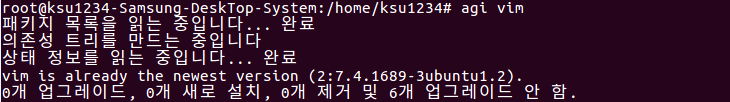 root@ksu1234-Samsung-DeskTop-System:/home/ksu1234# agi vim
패키지 목록을 읽는 중입니다... 완료
의존성 트리를 만드는 중입니다
상태 정보를 읽는 중입니다... 완료
vim is already the newest version (2:7.4.1689-3ubuntu1.2).
0개 업그레이드, 0개 새로 설치, 0개 제거 및 6개 업그레이드 안 함.